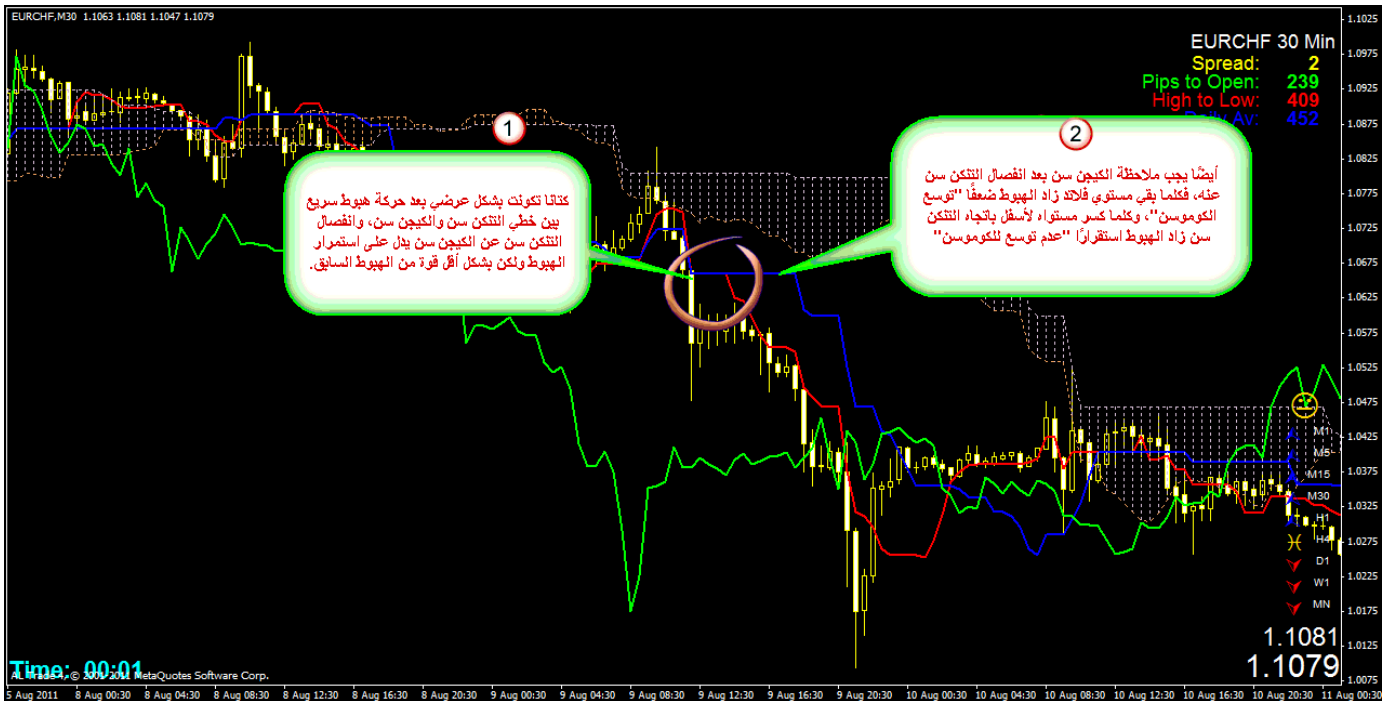 EURCHF,M30 1.1063 1.1081 1.1047 1.1079
EURCHF 30 Min
Spread: 2
Pips to Open: 239
High to Low: 409
Daily Av: 452
1
كتانا تكونت بشكل عرضي بعد حركة هبوط سريع
بين خطي التنكن سن والكيجن سن، وانفصال
التنكن سن عن الكيجن سن يدل على استمرار
الهبوط ولكن بشكل أقل قوة من الهبوط السابق.
2
أيضًا يجب ملاحظة الكيجن سن بعد انفصال التنكن سن
عنه، فكلما بقي مستوي فلاتد زاد الهبوط ضعفًا "توسع
الكوموسن"، وكلما كسر مستواه لأسفل باتجاه التنكن
سن زاد الهبوط استقرارًا "عدم توسع للكوموسن"
1.1025
1.0975
1.0925
1.0875
1.0825
1.0775
1.0725
1.0675
1.0625
1.0575
1.0525
1.0475
1.0425
1.0375
1.0325
1.0275
1.0225
1.0175
1.0125
1.0075
M1
M5
M15
M30
H1
H4
D1
W1
MN
1.1081
1.1079
Time: 00:01
AL Trade 4, © 2001-2011 MetaQuotes Software Corp.
5 Aug 2011 8 Aug 00:30 8 Aug 04:30 8 Aug 08:30 8 Aug 12:30 8 Aug 16:30 8 Aug 20:30 9 Aug 00:30 9 Aug 04:30 9 Aug 08:30 9 Aug 12:30 9 Aug 16:30 9 Aug 20:30 10 Aug 00:30 10 Aug 04:30 10 Aug 08:30 10 Aug 12:30 10 Aug 16:30 10 Aug 20:30 11 Aug 00:30